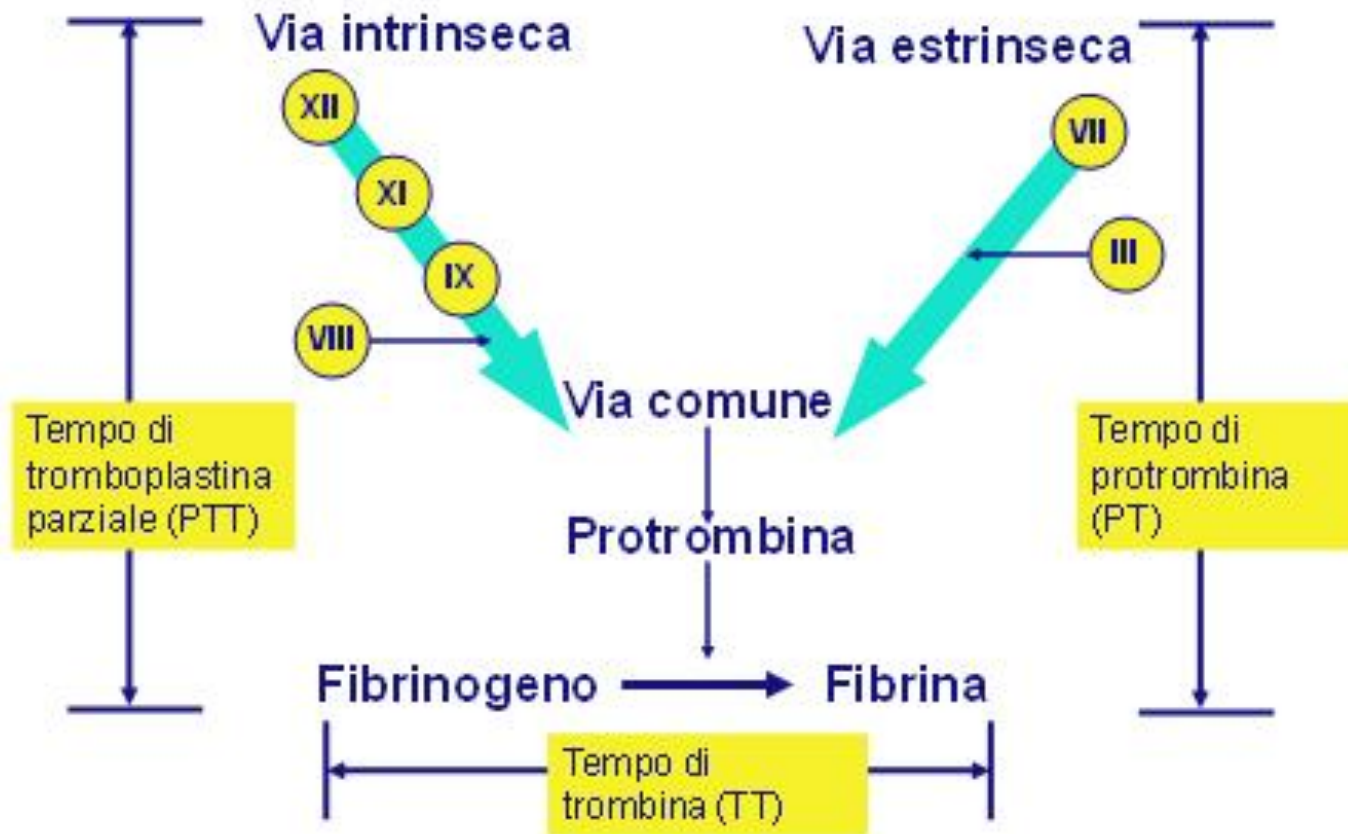 Via intrinseca
Via estrinseca
XII
VII
XI
III
IX
VIII
Via comune
Tempo di
tromboplastina
parziale (PTT)
Tempo di
protrombina
(PT)
Protrombina
Fibrinogeno
Fibrina
Tempo di
trombina (TT)